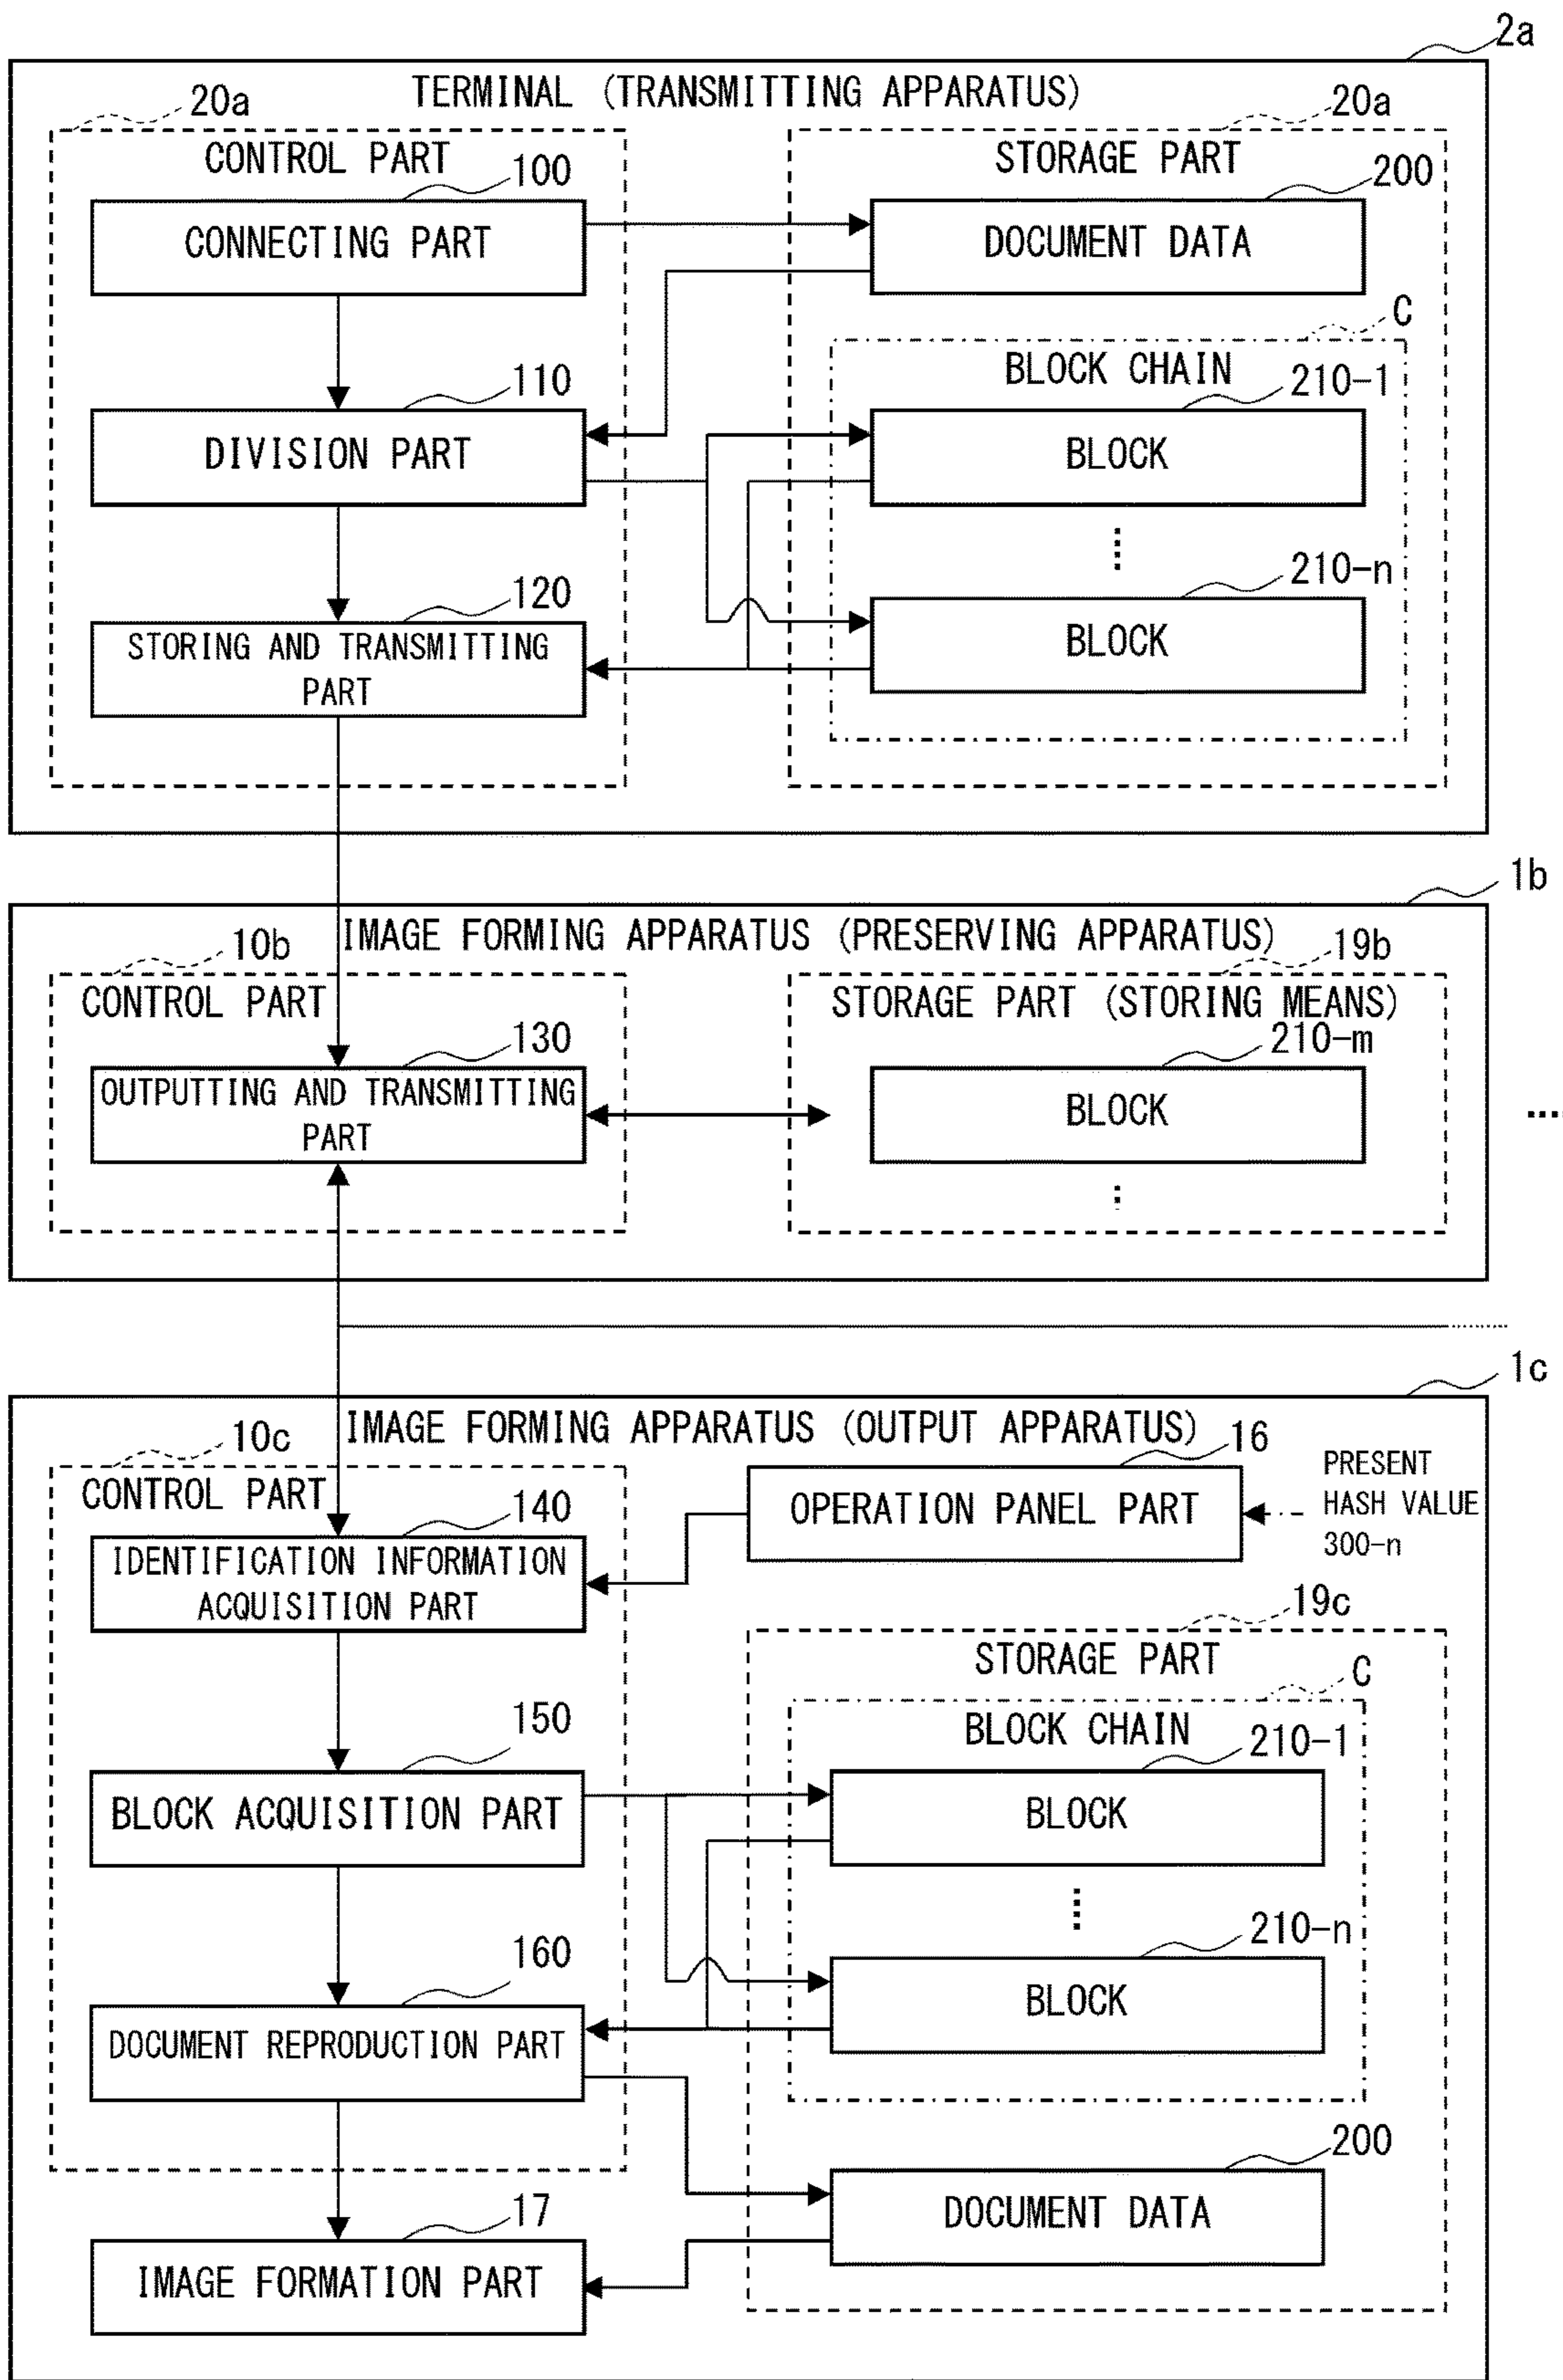 2a
TERMINAL (TRANSMITTING APPARATUS)
20a
20a
CONTROL PART
STORAGE PART
100
200
CONNECTING PART
DOCUMENT DATA
C
BLOCK CHAIN
110
210-1
DIVISION PART
BLOCK
⋮
120
210-n
STORING AND TRANSMITTING
PART
BLOCK
1b
IMAGE FORMING APPARATUS (PRESERVING APPARATUS)
10b
19b
CONTROL PART
STORAGE PART (STORING MEANS)
130
210-m
OUTPUTTING AND TRANSMITTING
PART
BLOCK
...
⋮
1c
IMAGE FORMING APPARATUS (OUTPUT APPARATUS)
10c
16
CONTROL PART
OPERATION PANEL PART
PRESENT
HASH VALUE
300-n
140
IDENTIFICATION INFORMATION
ACQUISITION PART
19c
STORAGE PART
C
BLOCK CHAIN
150
210-1
BLOCK ACQUISITION PART
BLOCK
⋮
160
210-n
DOCUMENT REPRODUCTION PART
BLOCK
200
DOCUMENT DATA
17
IMAGE FORMATION PART